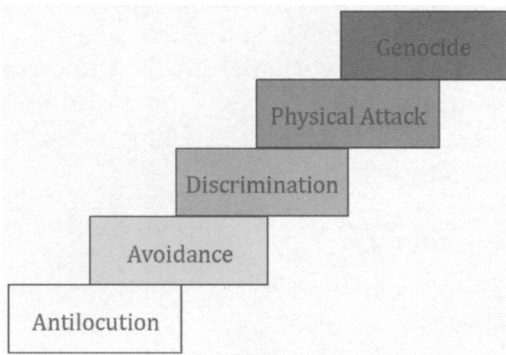 Genocide
Physical Attack
Discrimination
Avoidance
Antilocution